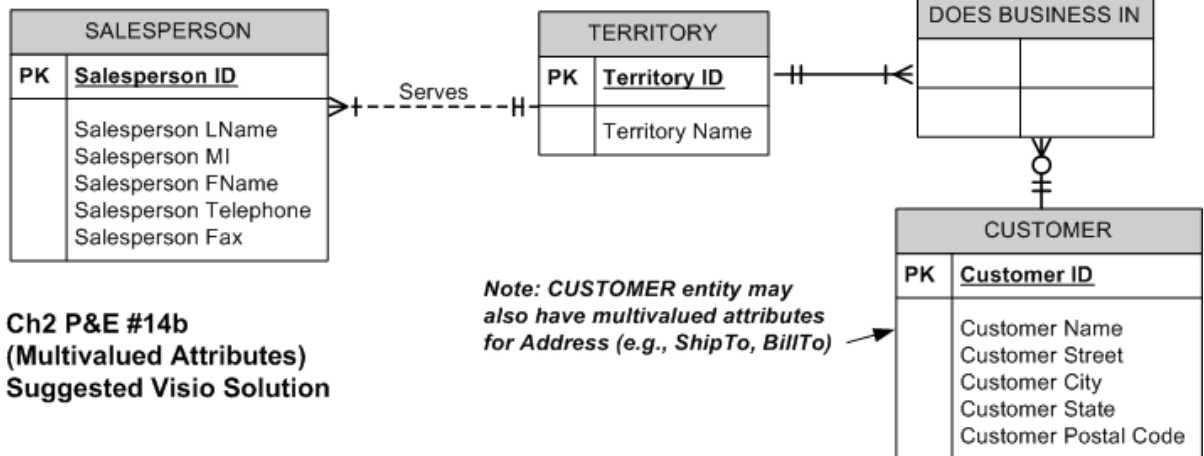 SALESPERSON
PK Salesperson ID
Salesperson LName
Salesperson MI
Salesperson FName
Salesperson Telephone
Salesperson Fax
Serves
TERRITORY
PK Territory ID
Territory Name
DOES BUSINESS IN
CUSTOMER
PK Customer ID
Customer Name
Customer Street
Customer City
Customer State
Customer Postal Code
Note: CUSTOMER entity may
also have multivalued attributes
for Address (e.g., ShipTo, BillTo)
Ch2 P&E #14b
(Multivalued Attributes)
Suggested Visio Solution